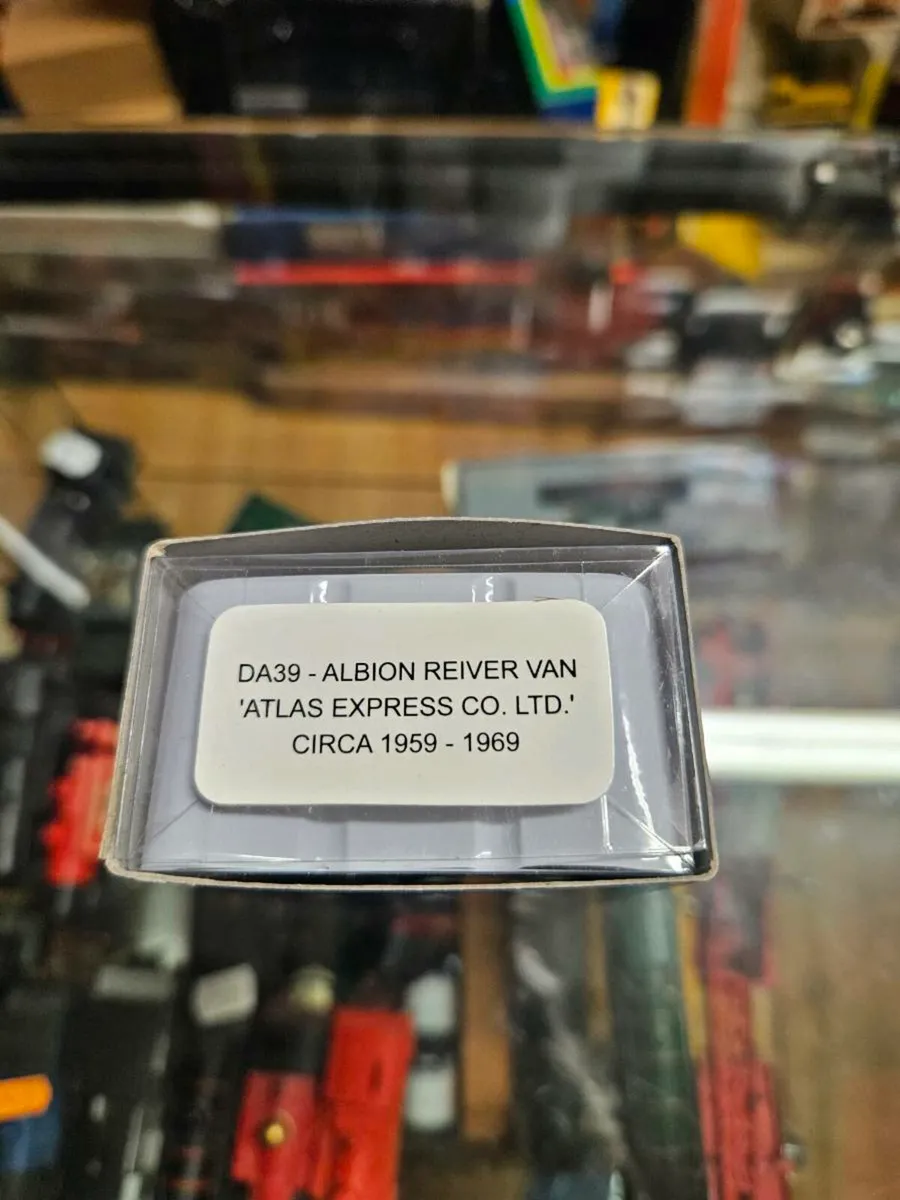 DA39 - ALBION REIVER VAN
'ATLAS EXPRESS CO. LTD.'
CIRCA 1959 - 1969